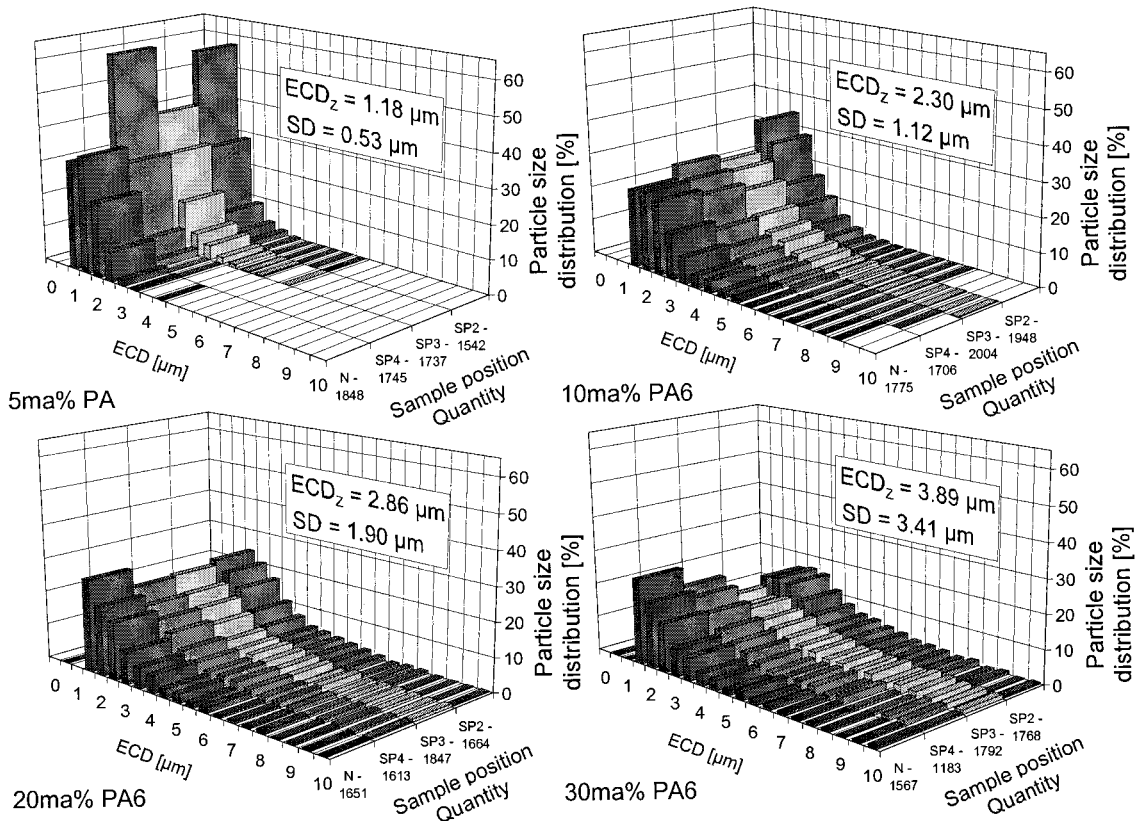 ECDz = 1.18 µm
SD = 0.53 µm
60
50
40
30
20
10
0
Particle size
distribution [%]
0
1
2
3
4
5
6
7
8
9
10
ECD [µm]
N -
1848
SP4 -
1745
SP3 -
1737
SP2 -
1542
Sample position
Quantity
5ma% PA
ECDz = 2.30 µm
SD = 1.12 µm
60
50
40
30
20
10
0
Particle size
distribution [%]
0
1
2
3
4
5
6
7
8
9
10
ECD [µm]
N -
1775
SP4 -
1706
SP3 -
2004
SP2 -
1948
Sample position
Quantity
10ma% PA6
ECDz = 2.86 µm
SD = 1.90 µm
60
50
40
30
20
10
0
Particle size
distribution [%]
0
1
2
3
4
5
6
7
8
9
10
ECD [µm]
N -
1651
SP4 -
1613
SP3 -
1847
SP2 -
1664
Sample position
Quantity
20ma% PA6
ECDz = 3.89 µm
SD = 3.41 µm
60
50
40
30
20
10
0
Particle size
distribution [%]
0
1
2
3
4
5
6
7
8
9
10
ECD [µm]
N -
1567
SP4 -
1183
SP3 -
1792
SP2 -
1768
Sample position
Quantity
30ma% PA6